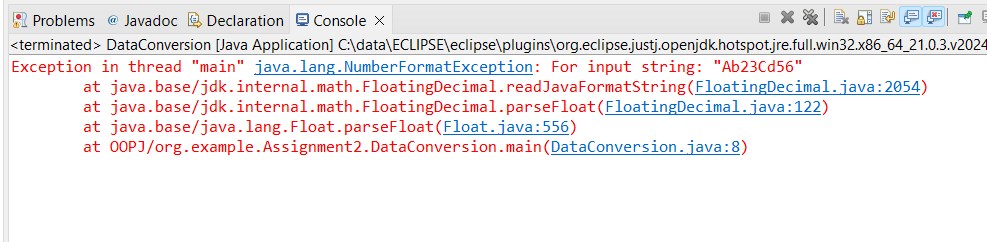 Problems @ Javadoc Declaration Console
<terminated> DataConversion [Java Application] C:\data\ECLIPSE\eclipse\plugins\org.eclipse.justj.openjdk.hotspot.jre.full.win32.x86_64_21.0.3.v2024
Exception in thread "main" java.lang.NumberFormatException: For input string: "Ab23Cd56"
at java.base/jdk.internal.math.FloatingDecimal.readJavaFormatString(FloatingDecimal.java:2054)
at java.base/jdk.internal.math.FloatingDecimal.parseFloat(FloatingDecimal.java:122)
at java.base/java.lang.Float.parseFloat(Float.java:556)
at OOPJ/org.example.Assignment2.DataConversion.main(DataConversion.java:8)